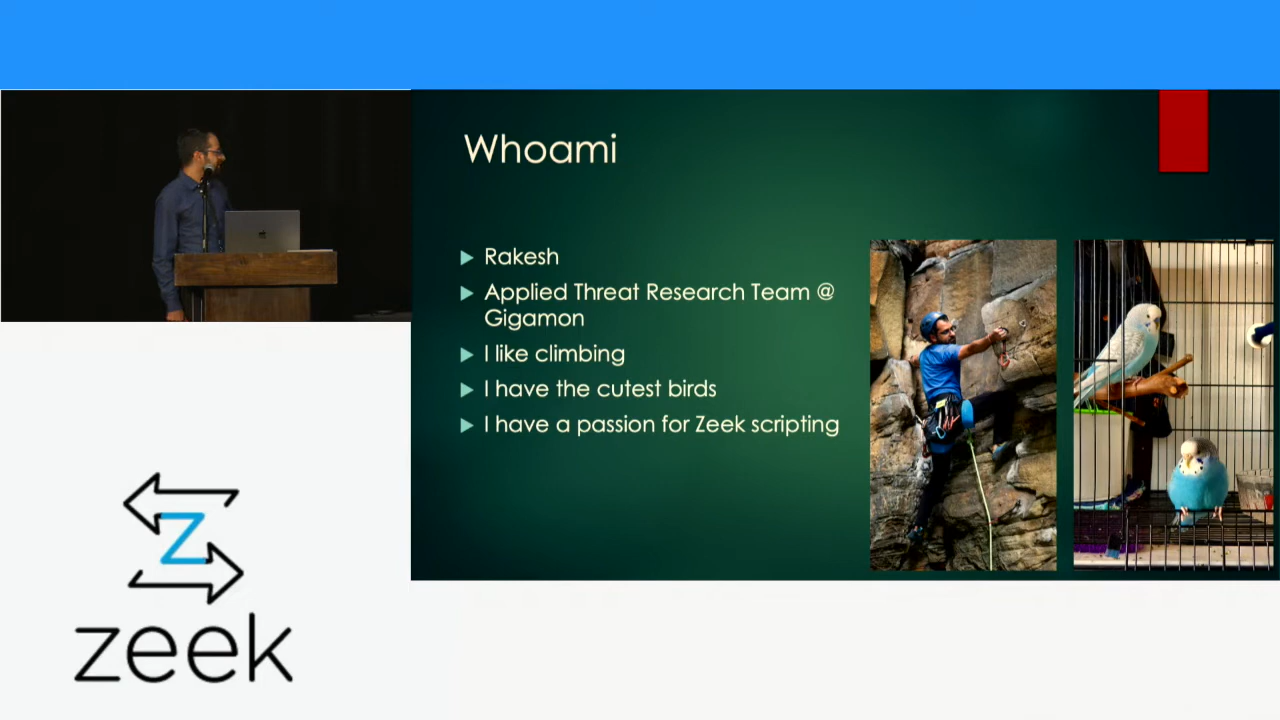 Whoami
Rakesh
Applied Threat Research Team @
Gigamon
I like climbing
I have the cutest birds
I have a passion for Zeek scripting
Z
zeek